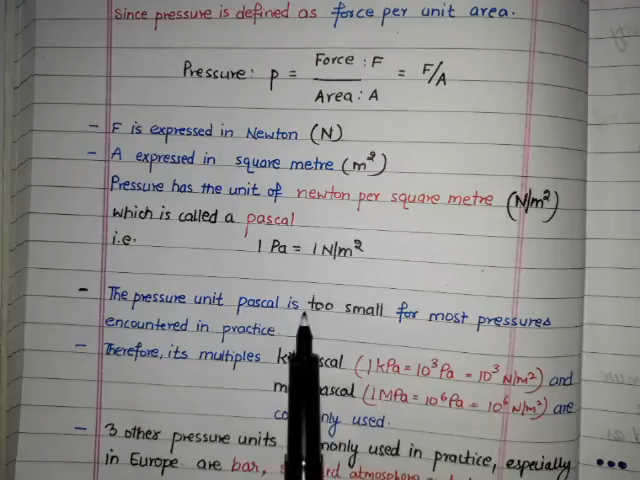 since pressure is defined as force per unit area.
Pressure: p = Force : F / Area : A = F/A
- F is expressed in Newton (N)
- A expressed in square metre (m²)
Pressure has the unit of newton per square metre (N/m²)
which is called a pascal
i.e. 1 Pa = 1 N/m²
- The pressure unit pascal is too small for most pressures
encountered in practice.
- Therefore, its multiples (1 kPa = 10³ Pa = 10³ N/m²) and
(1 MPa = 10⁶ Pa = 10⁶ N/m²) are
used.
- 3 other pressure units used in practice, especially
in Europe. are bar, atmosphere